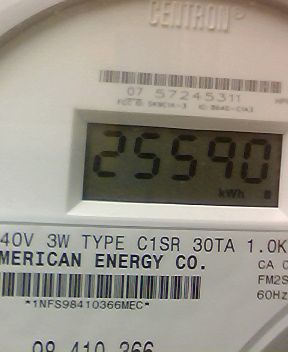 CENTRON®
07 57245311
25590
kWh
40V 3W TYPE C1SR 30TA 1.0K
MERICAN ENERGY CO.
CA 0
FM2S
60Hz
*1NFS98410366MEC*
98 410 366